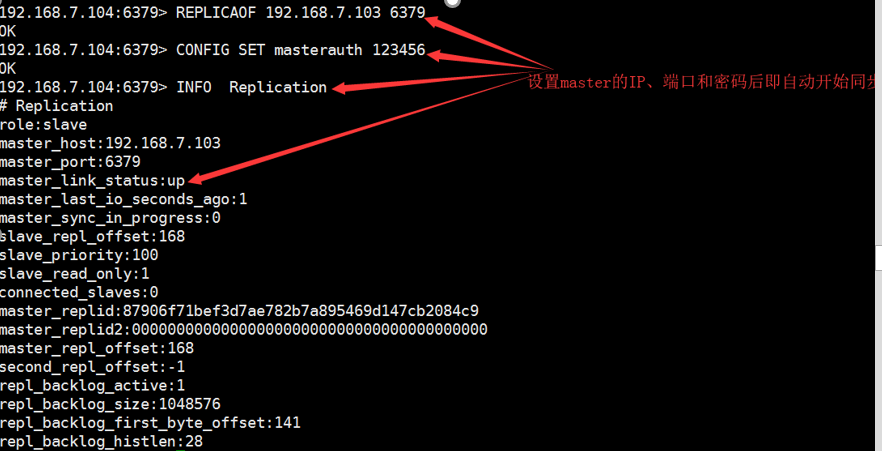 192.168.7.104:6379> REPLICAOF 192.168.7.103 6379
OK
192.168.7.104:6379> CONFIG SET masterauth 123456
OK
192.168.7.104:6379> INFO  Replication
设置master的IP、端口和密码后即自动开始同步
# Replication
role:slave
master_host:192.168.7.103
master_port:6379
master_link_status:up
master_last_io_seconds_ago:1
master_sync_in_progress:0
slave_repl_offset:168
slave_priority:100
slave_read_only:1
connected_slaves:0
master_replid:87906f71bef3d7ae782b7a895469d147cb2084c9
master_replid2:0000000000000000000000000000000000000000
master_repl_offset:168
second_repl_offset:-1
repl_backlog_active:1
repl_backlog_size:1048576
repl_backlog_first_byte_offset:141
repl_backlog_histlen:28